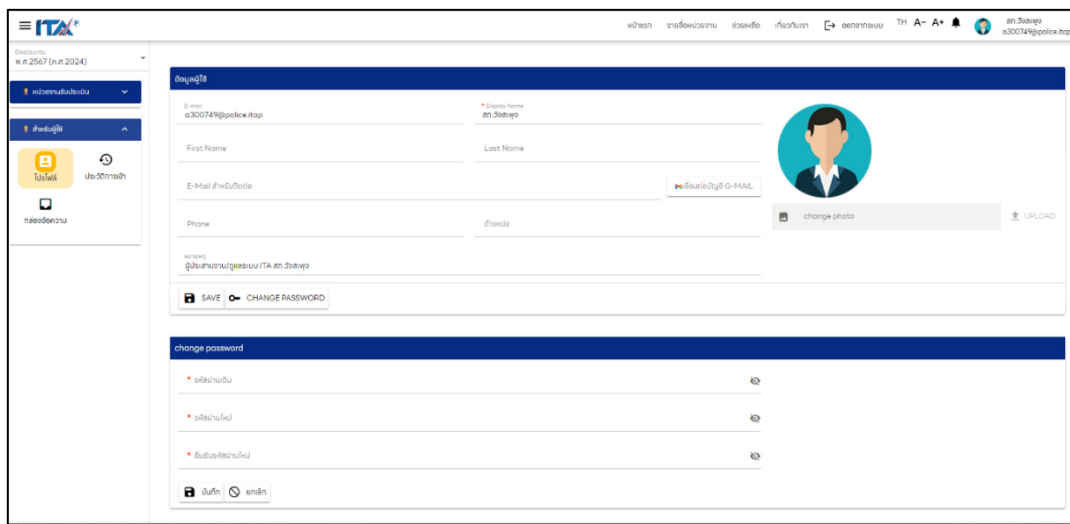 ITA
หน้าแรก รายชื่อหน่วยงาน ช่วยเหลือ เกี่ยวกับเรา ออกจากระบบ TH A- A+ สภ.วังสะพุง
a300749@police.itap
ปีงบประมาณ
พ.ศ.2567 (ค.ศ.2024)
หน่วยงานรับประเมิน
สำหรับผู้ใช้
โปรไฟล์ ประวัติการเข้า
กล่องข้อความ
ข้อมูลผู้ใช้
E-mail * Display Name
a300749@police.itap สภ.วังสะพุง
First Name Last Name
E-Mail สำหรับติดต่อ เชื่อมต่อบัญชี G-MAIL
change photo UPLOAD
Phone ตำแหน่ง
หมายเหตุ
ผู้ประสานงาน/ดูแลระบบ ITA สภ.วังสะพุง
SAVE CHANGE PASSWORD
change password
* รหัสผ่านเดิม
* รหัสผ่านใหม่
* ยืนยันรหัสผ่านใหม่
บันทึก ยกเลิก